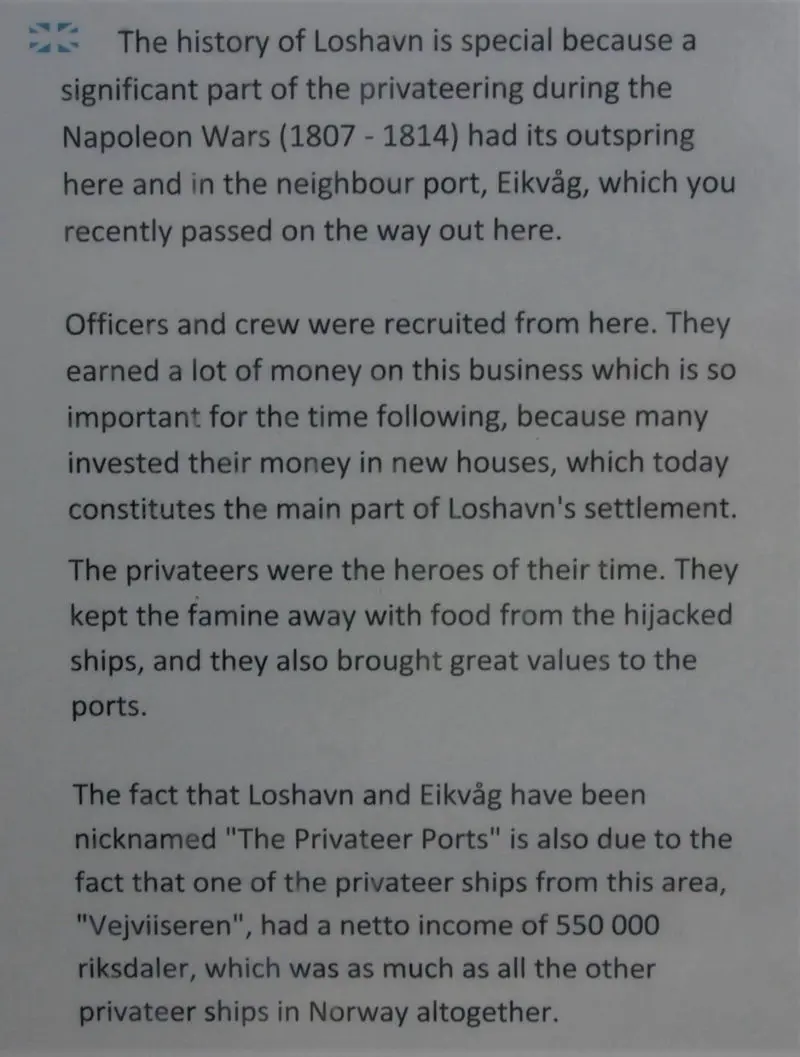 The history of Loshavn is special because a
significant part of the privateering during the
Napoleon Wars (1807 - 1814) had its outspring
here and in the neighbour port, Eikvåg, which you
recently passed on the way out here.
Officers and crew were recruited from here. They
earned a lot of money on this business which is so
important for the time following, because many
invested their money in new houses, which today
constitutes the main part of Loshavn's settlement.
The privateers were the heroes of their time. They
kept the famine away with food from the hijacked
ships, and they also brought great values to the
ports.
The fact that Loshavn and Eikvåg have been
nicknamed "The Privateer Ports" is also due to the
fact that one of the privateer ships from this area,
"Vejviiseren", had a netto income of 550 000
riksdaler, which was as much as all the other
privateer ships in Norway altogether.